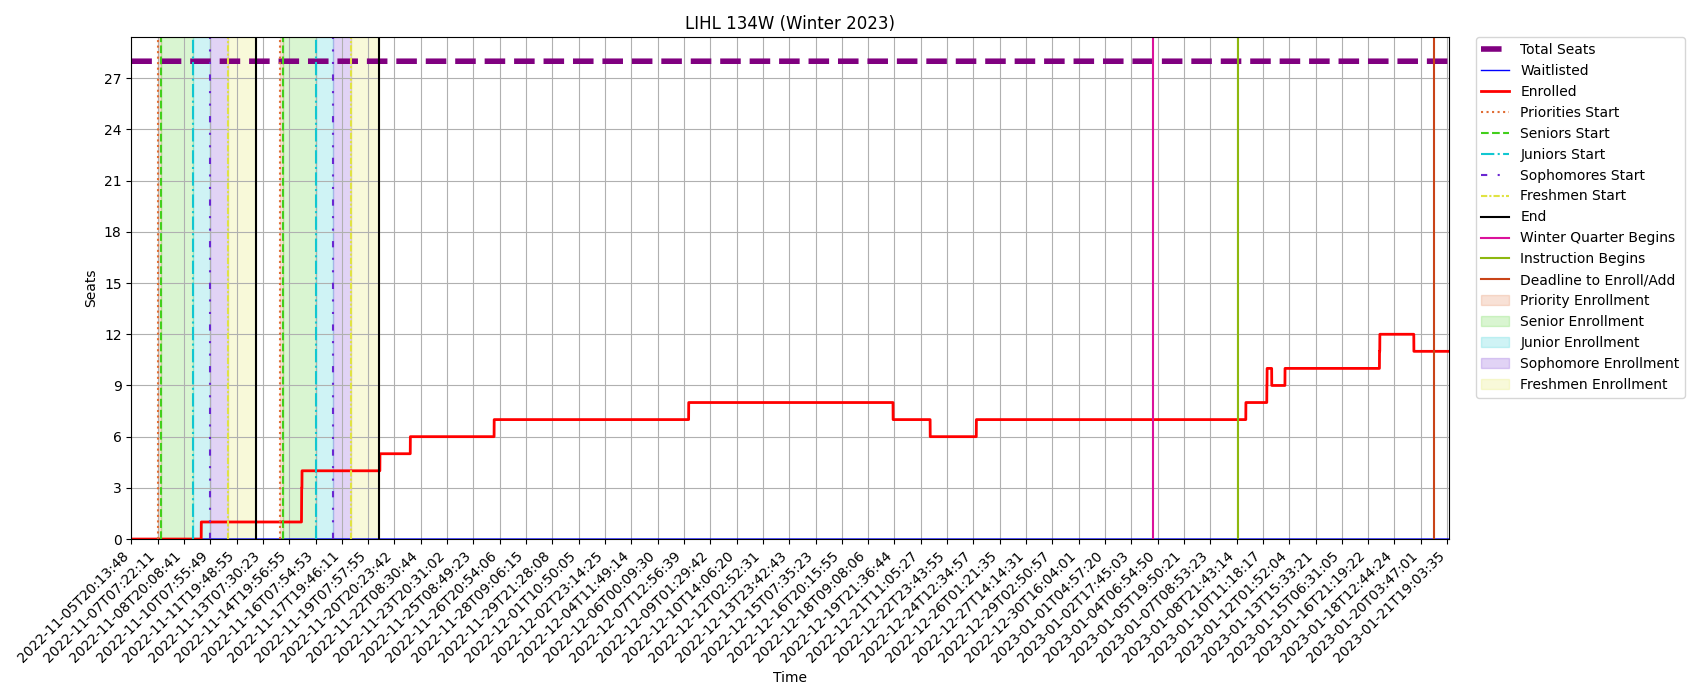 LIHL 134W (Winter 2023)
Seats
27
24
21
18
15
12
9
6
3
0
2022-11-05T20:13:48
2022-11-07T07:22:11
2022-11-08T20:08:41
2022-11-10T07:55:49
2022-11-11T19:48:55
2022-11-13T07:30:23
2022-11-14T19:56:55
2022-11-16T07:54:53
2022-11-17T19:46:11
2022-11-19T07:57:55
2022-11-20T20:23:42
2022-11-22T08:30:44
2022-11-23T20:31:02
2022-11-25T08:49:23
2022-11-26T20:54:06
2022-11-28T09:06:15
2022-11-29T21:28:08
2022-12-01T10:50:05
2022-12-02T23:14:25
2022-12-04T11:49:14
2022-12-06T00:09:30
2022-12-07T12:56:39
2022-12-09T01:29:42
2022-12-10T14:06:20
2022-12-12T02:52:31
2022-12-13T23:42:43
2022-12-15T07:35:23
2022-12-16T20:15:55
2022-12-18T09:08:06
2022-12-19T21:36:44
2022-12-21T11:05:27
2022-12-22T23:43:55
2022-12-24T12:34:57
2022-12-26T01:21:35
2022-12-27T14:14:31
2022-12-29T02:50:57
2022-12-30T16:04:01
2023-01-01T04:57:20
2023-01-02T17:45:03
2023-01-04T06:54:50
2023-01-05T19:50:21
2023-01-07T08:53:23
2023-01-08T21:43:14
2023-01-10T11:18:17
2023-01-12T01:52:04
2023-01-13T15:33:21
2023-01-15T06:31:05
2023-01-16T21:19:22
2023-01-18T12:44:24
2023-01-20T03:47:01
2023-01-21T19:03:35
Time
Total Seats
Waitlisted
Enrolled
Priorities Start
Seniors Start
Juniors Start
Sophomores Start
Freshmen Start
End
Winter Quarter Begins
Instruction Begins
Deadline to Enroll/Add
Priority Enrollment
Senior Enrollment
Junior Enrollment
Sophomore Enrollment
Freshmen Enrollment